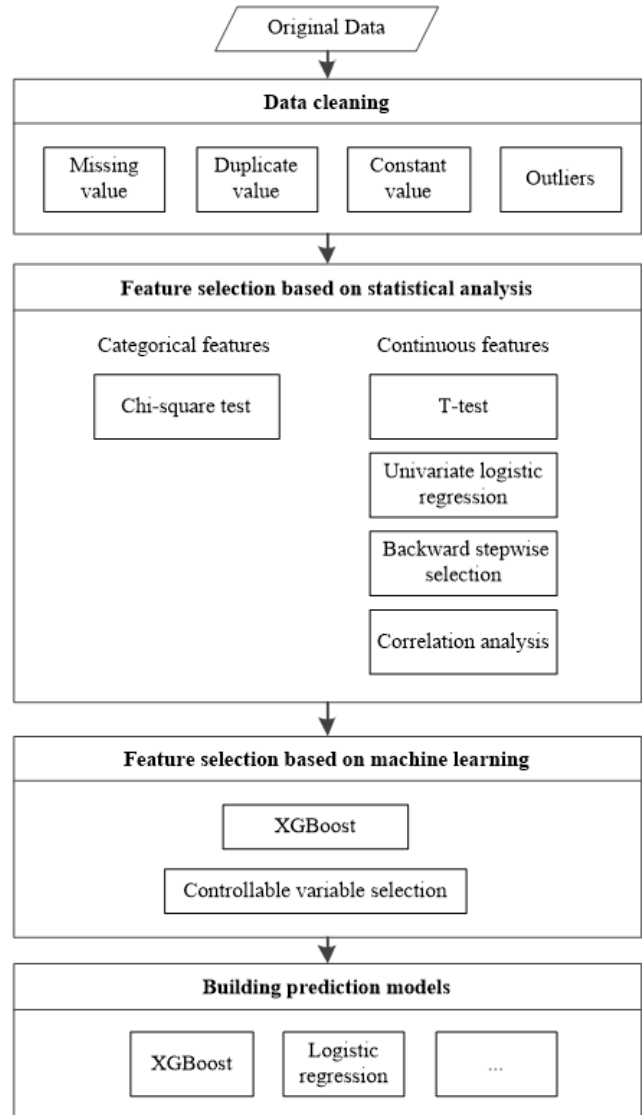 Original Data
Data cleaning
Missing
value
Duplicate
value
Constant
value
Outliers
Feature selection based on statistical analysis
Categorical features
Continuous features
Chi-square test
T-test
Univariate logistic
regression
Backward stepwise
selection
Correlation analysis
Feature selection based on machine learning
XGBoost
Controllable variable selection
Building prediction models
XGBoost
Logistic
regression
...